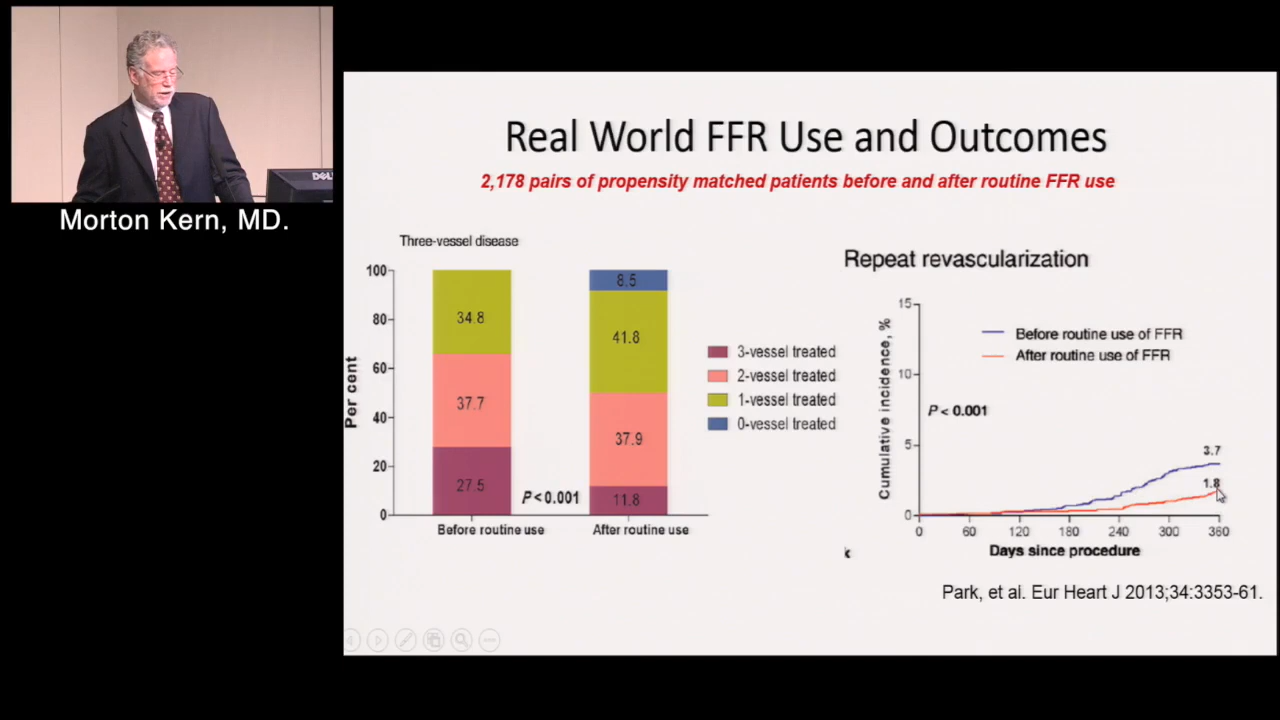 DELL
Morton Kern, MD.
Real World FFR Use and Outcomes
2,178 pairs of propensity matched patients before and after routine FFR use
Three-vessel disease
Per cent
100
80
60
40
20
0
34.8
37.7
27.5
8.5
41.8
37.9
11.8
P < 0.001
Before routine use
After routine use
3-vessel treated
2-vessel treated
1-vessel treated
0-vessel treated
Repeat revascularization
Cumulative incidence, %
15
10
5
0
Before routine use of FFR
After routine use of FFR
P < 0.001
3.7
1.8
0 60 120 180 240 300 360
Days since procedure
k
Park, et al. Eur Heart J 2013;34:3353-61.